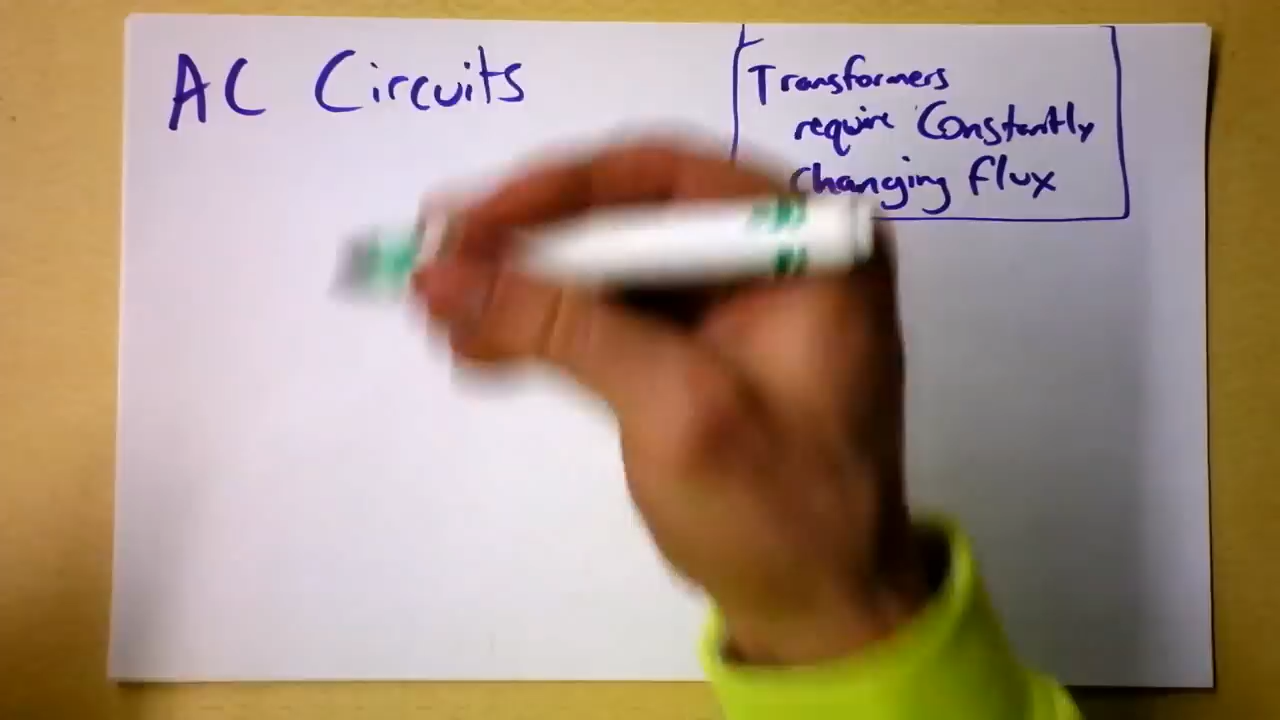 AC Circuits
Transformers
require Constantly
changing flux